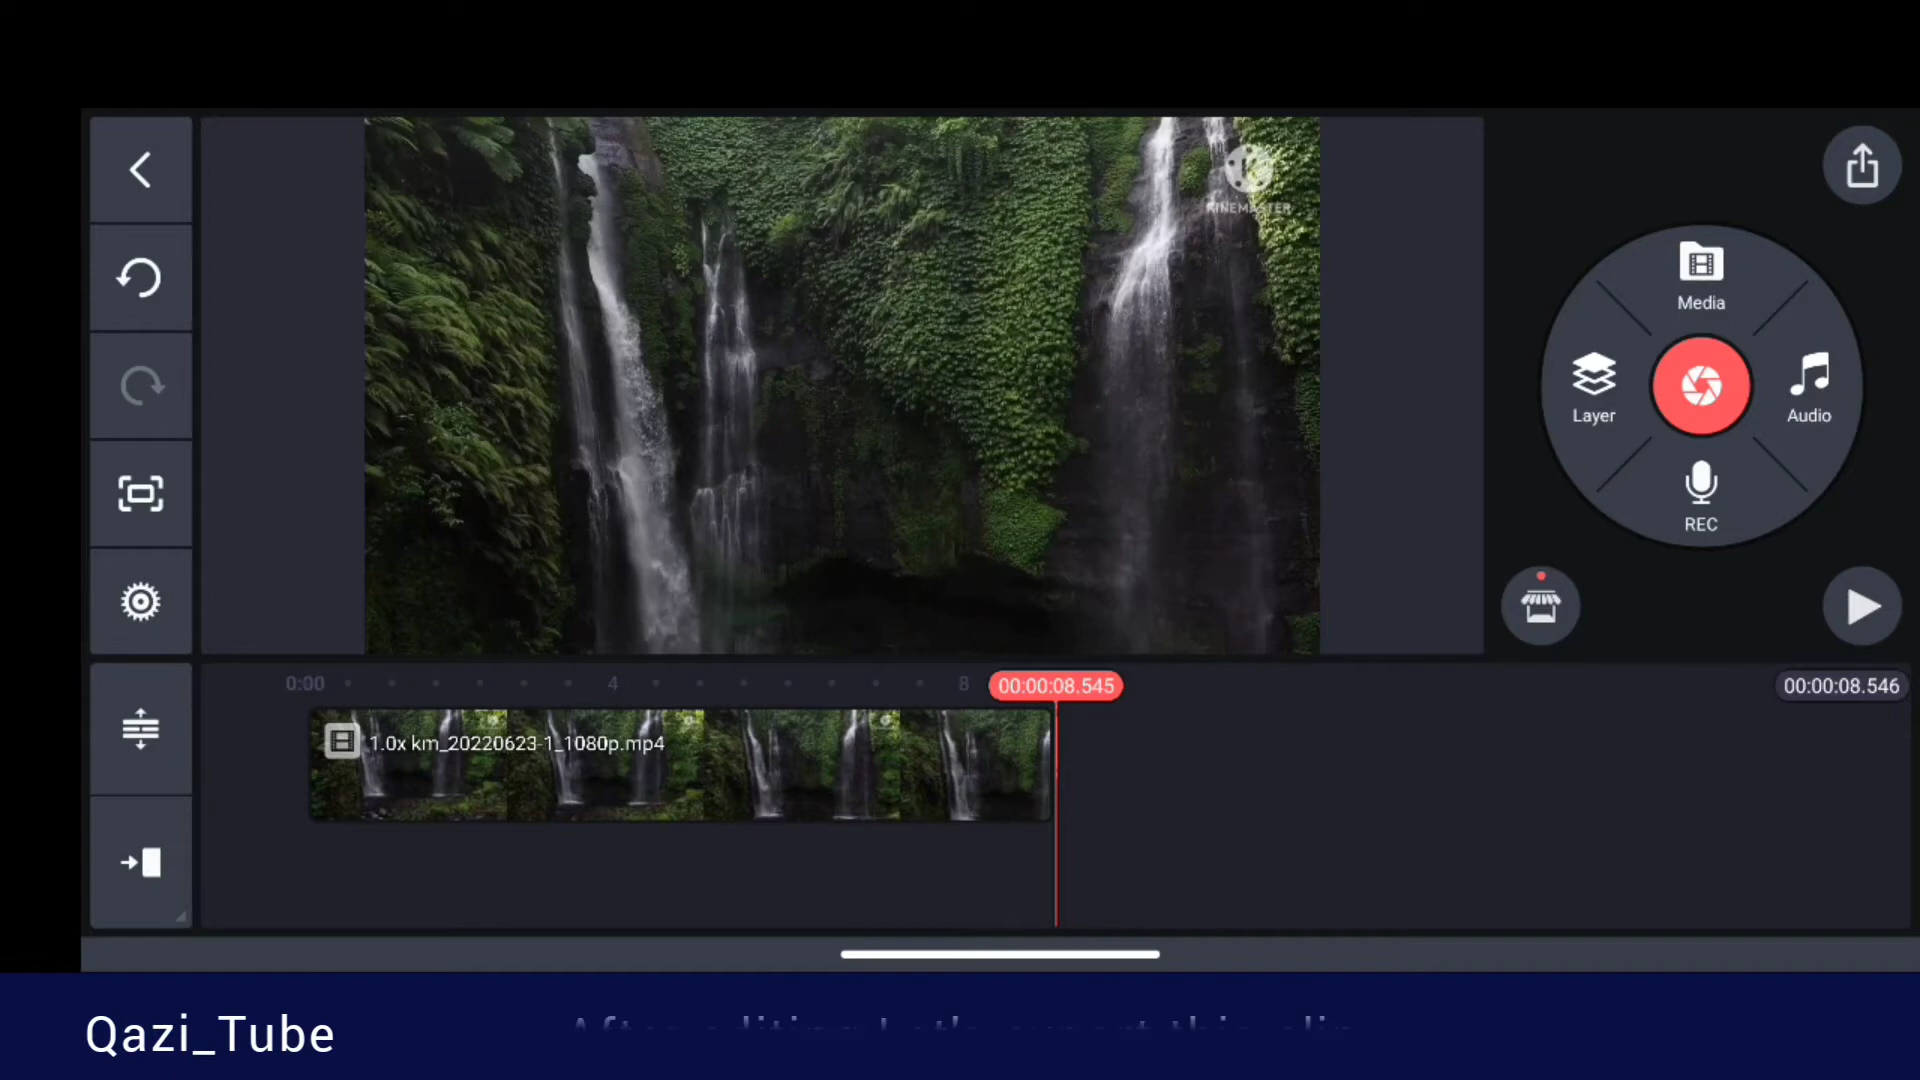 KINEMASTER
Media
Layer
Audio
REC
0:00
4
8
00:00:08.545
00:00:08.546
1.0x km_20220623-1_1080p.mp4
Qazi_Tube